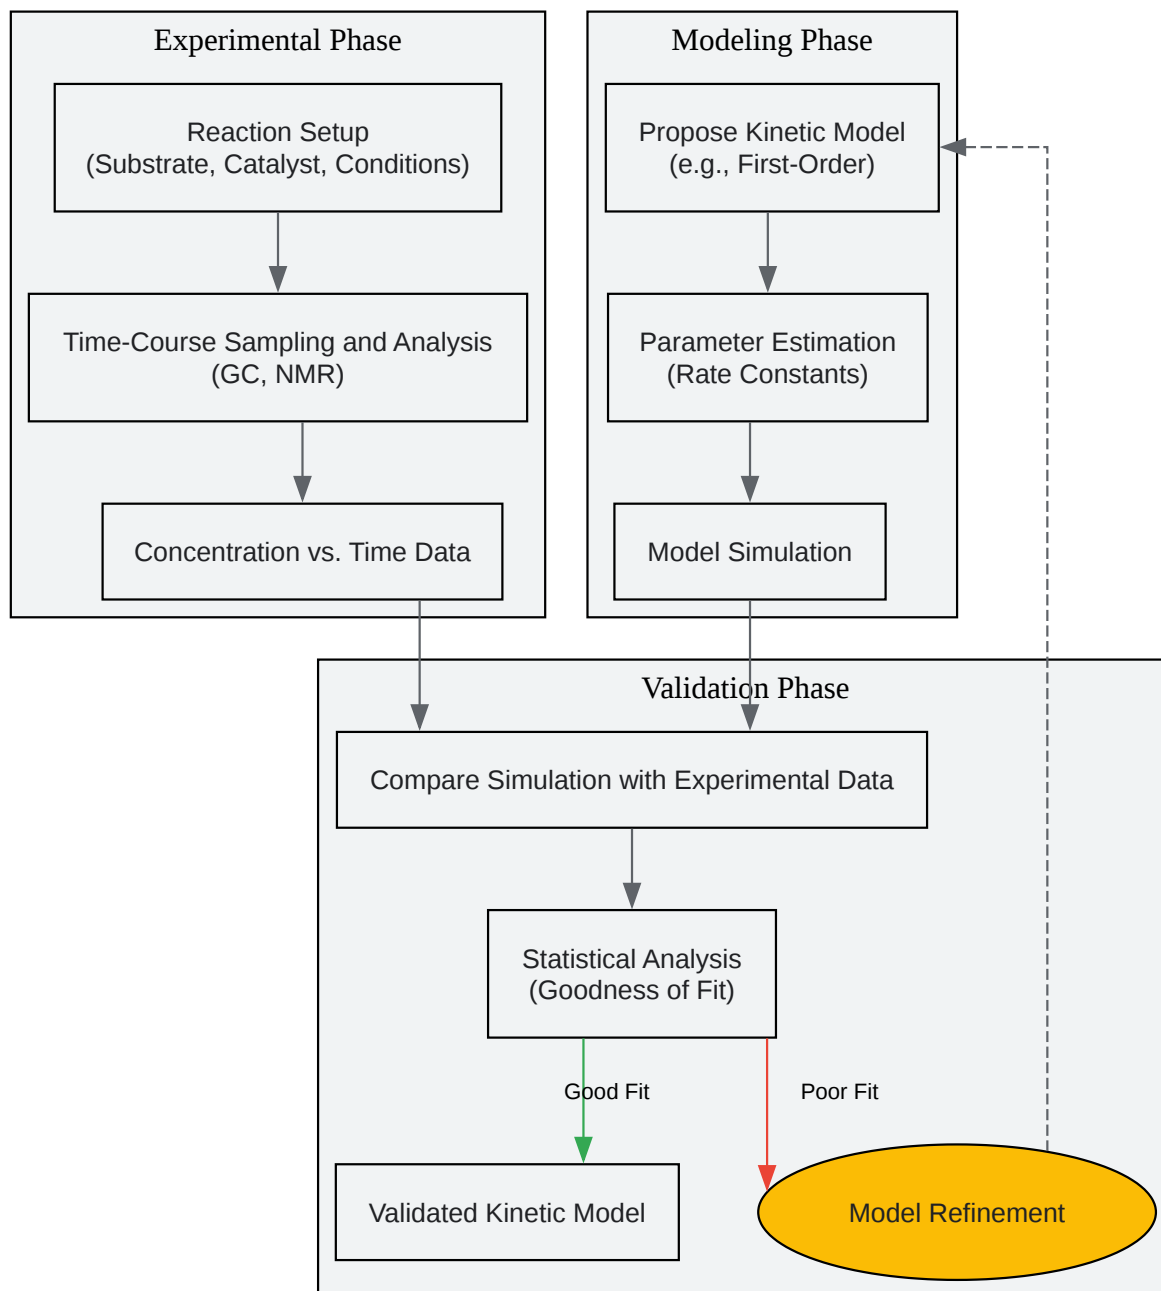 Experimental Phase
Reaction Setup
(Substrate, Catalyst, Conditions)
Time-Course Sampling and Analysis
(GC, NMR)
Concentration vs. Time Data
Modeling Phase
Propose Kinetic Model
(e.g., First-Order)
Parameter Estimation
(Rate Constants)
Model Simulation
Validation Phase
Compare Simulation with Experimental Data
Statistical Analysis
(Goodness of Fit)
Good Fit
Poor Fit
Validated Kinetic Model
Model Refinement